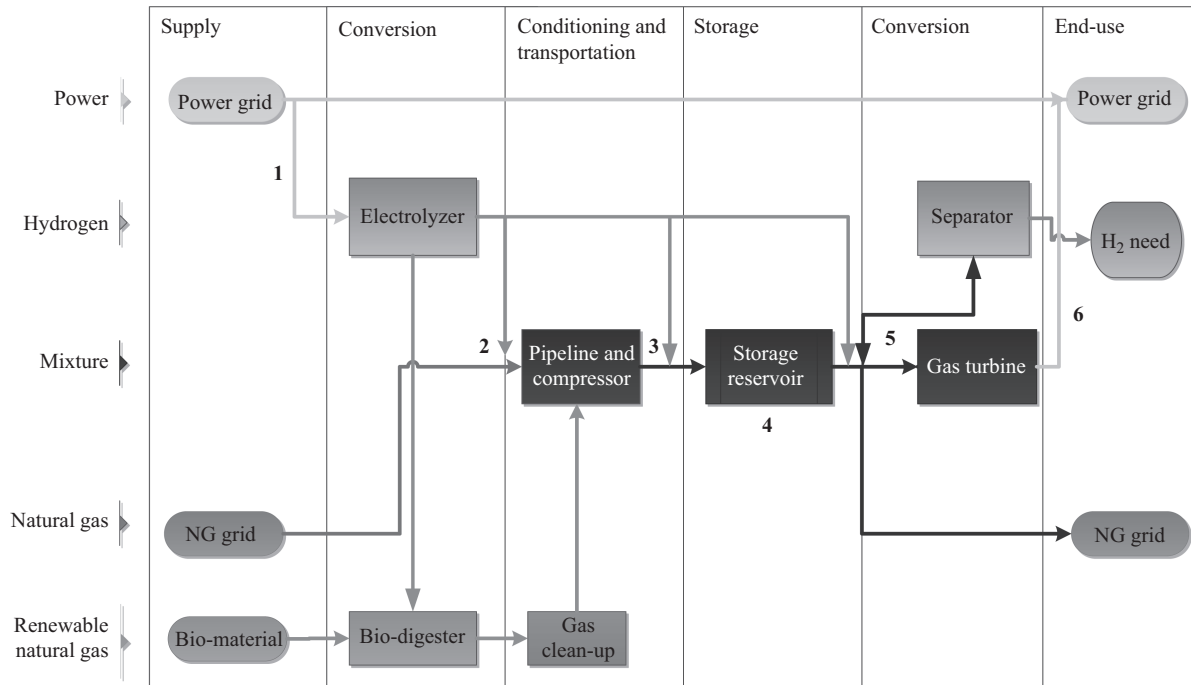 Supply
Conversion
Conditioning and
transportation
Storage
Conversion
End-use
Power
Power grid
Power grid
1
Hydrogen
Electrolyzer
Separator
H₂ need
6
Mixture
2
Pipeline and
compressor
3
Storage
reservoir
4
5
Gas turbine
Natural gas
NG grid
NG grid
Renewable
natural gas
Bio-material
Bio-digester
Gas
clean-up